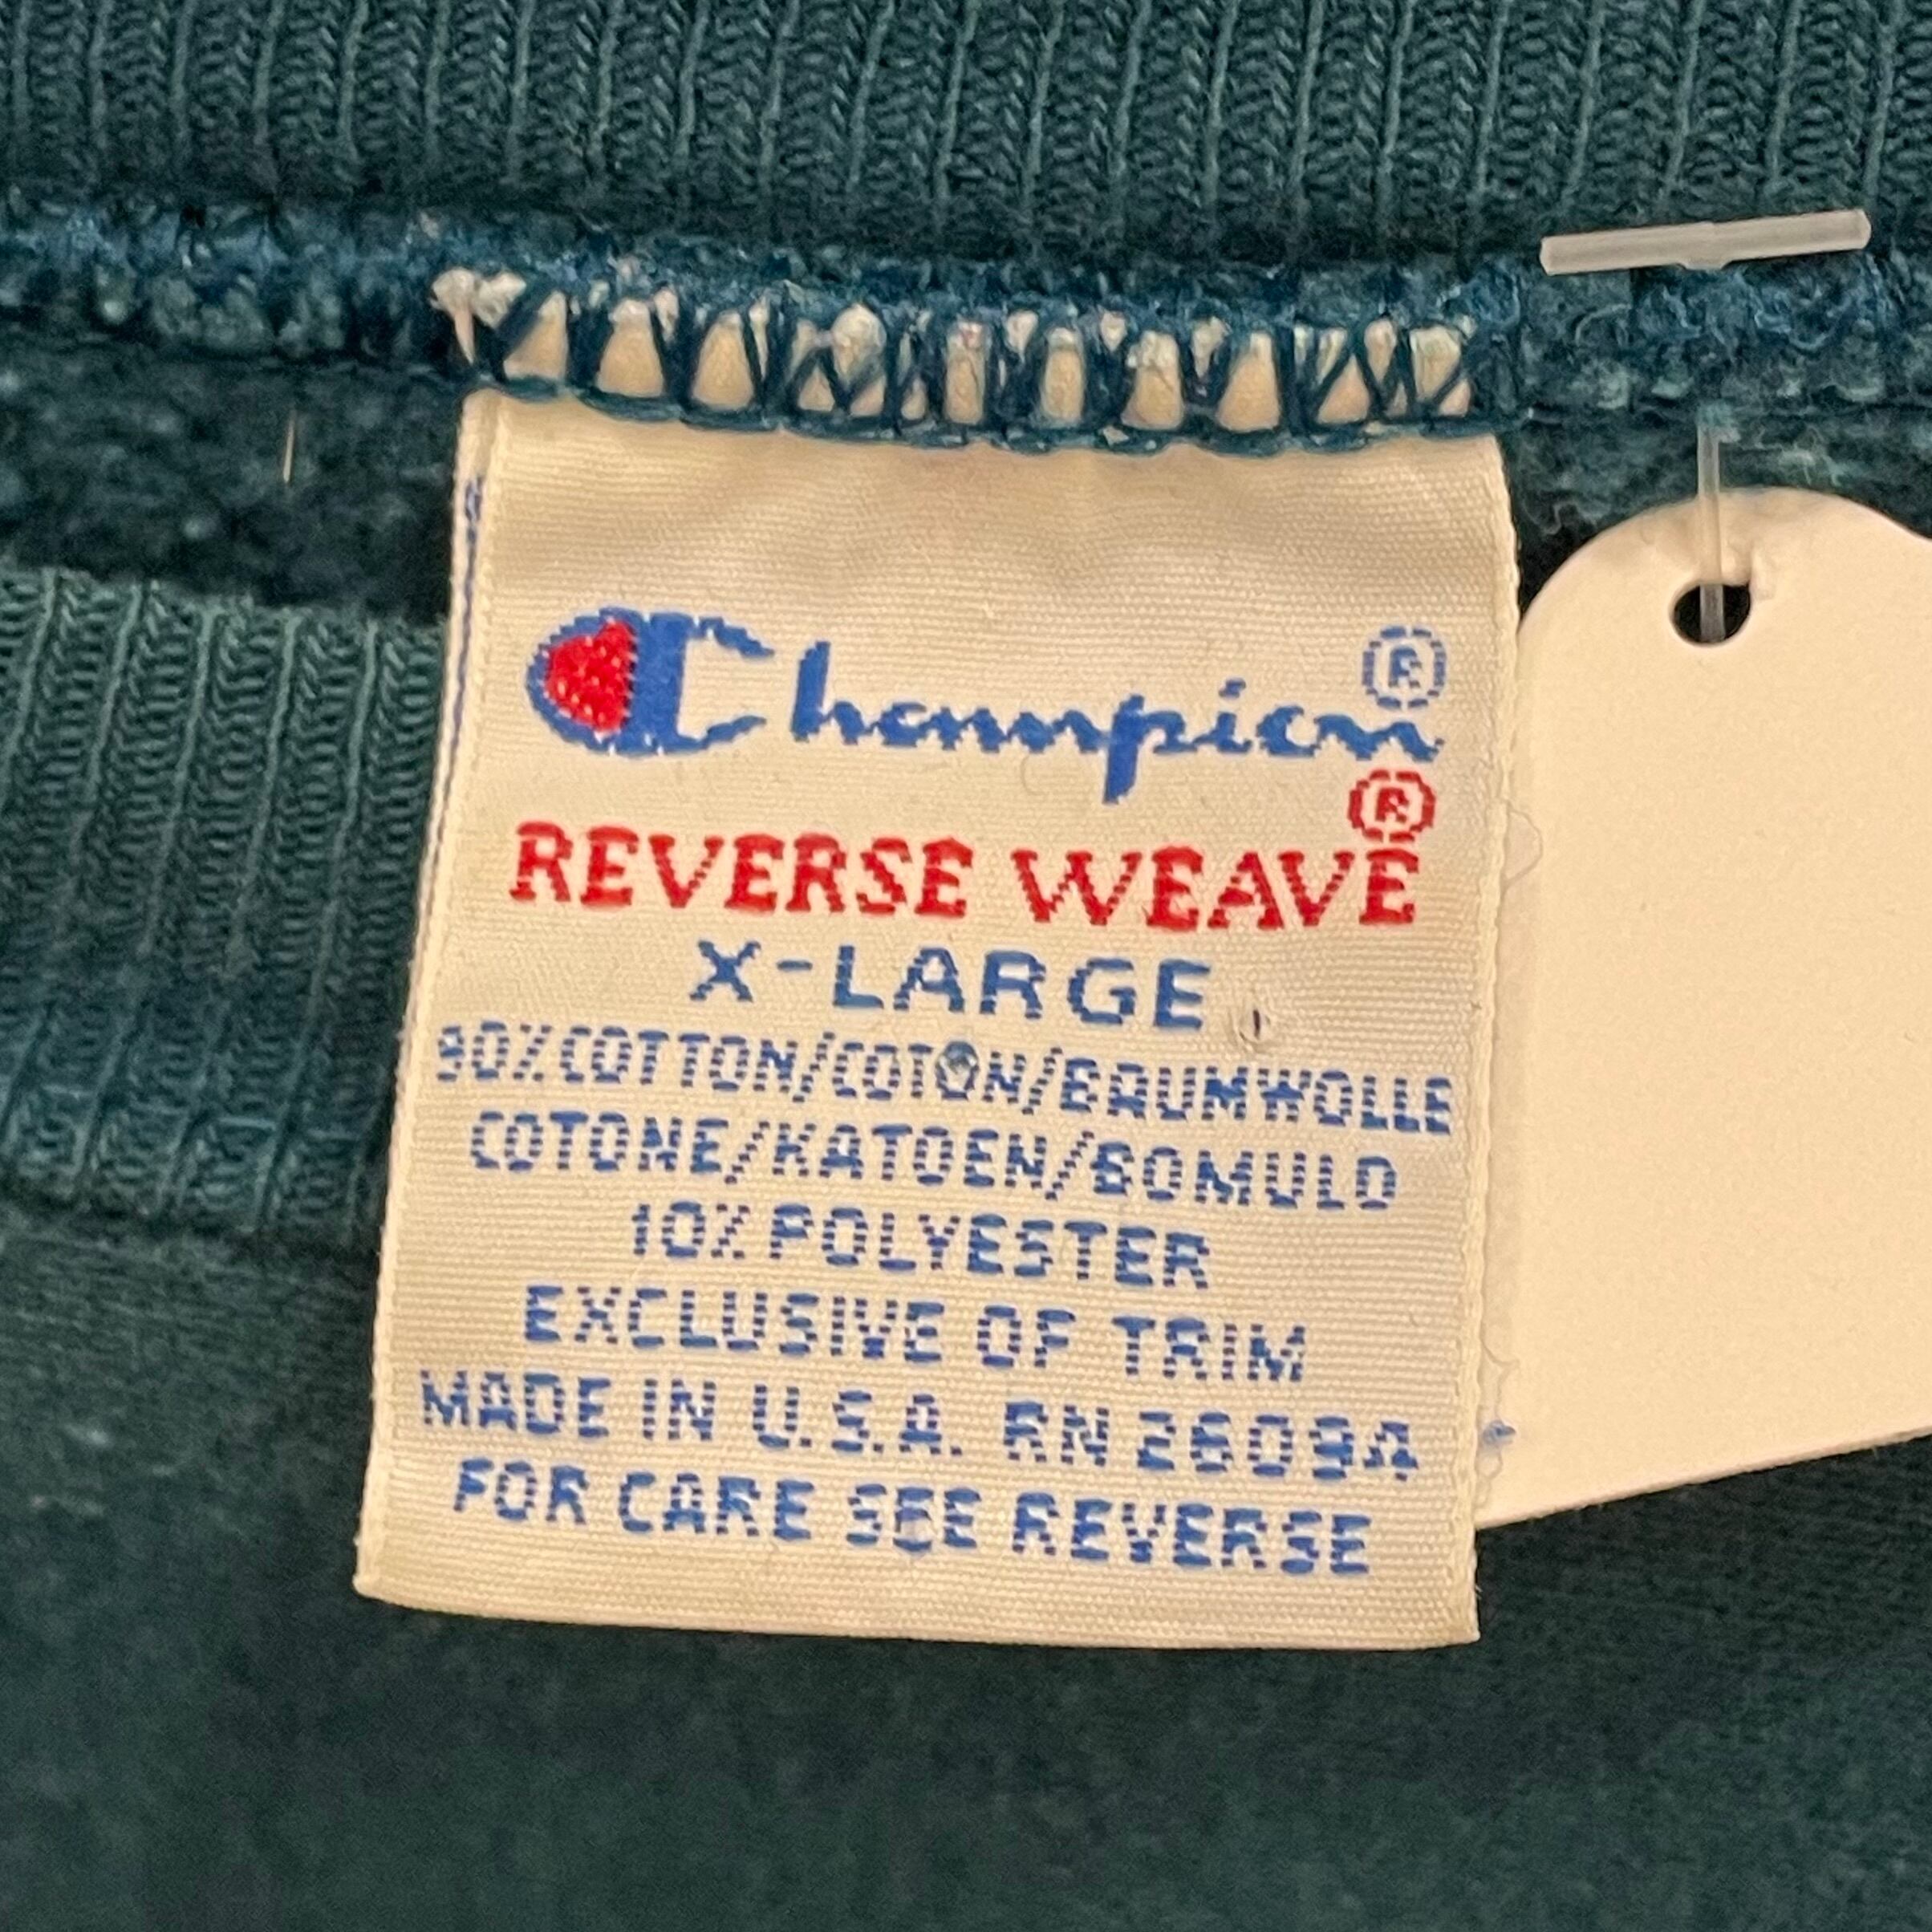 Champion®
REVERSE WEAVE®
X-LARGE
90% COTTON/COTON/BAUMWOLLE
COTONE/KATOEN/BOMULD
10% POLYESTER
EXCLUSIVE OF TRIM
MADE IN U.S.A. RN 26094
FOR CARE SEE REVERSE